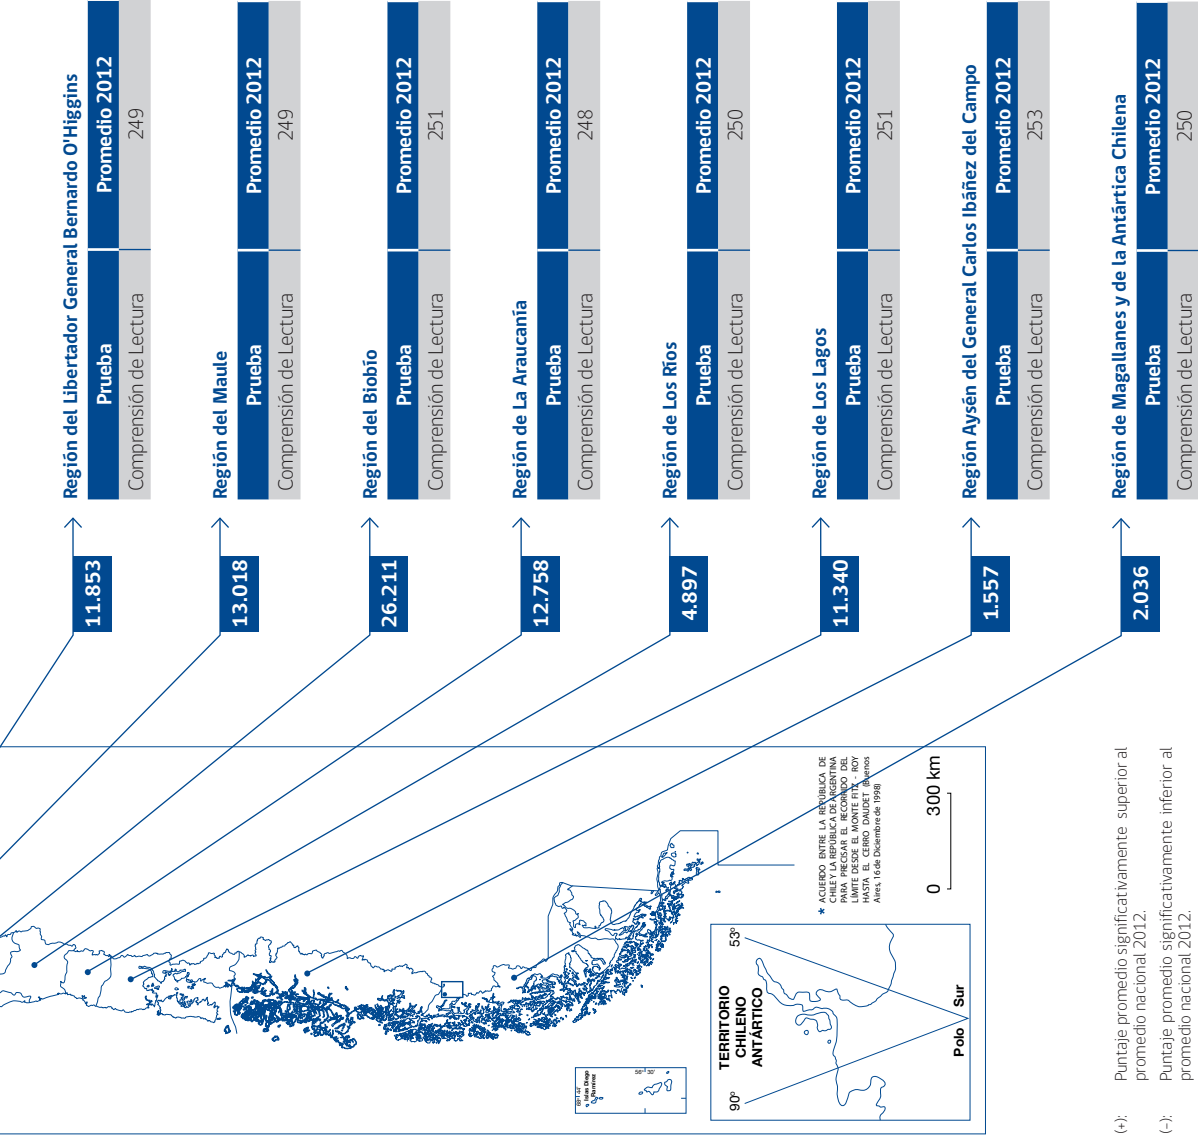 Región del Libertador General Bernardo O'Higgins
Prueba Promedio 2012
Comprensión de Lectura 249
11.853
Región del Maule
Prueba Promedio 2012
Comprensión de Lectura 249
13.018
Región del Biobío
Prueba Promedio 2012
Comprensión de Lectura 251
26.211
Región de La Araucanía
Prueba Promedio 2012
Comprensión de Lectura 248
12.758
Región de Los Ríos
Prueba Promedio 2012
Comprensión de Lectura 250
4.897
Región de Los Lagos
Prueba Promedio 2012
Comprensión de Lectura 251
11.340
Región Aysén del General Carlos Ibáñez del Campo
Prueba Promedio 2012
Comprensión de Lectura 253
1.557
Región de Magallanes y de la Antártica Chilena
Prueba Promedio 2012
Comprensión de Lectura 250
2.036
* ACUERDO ENTRE LA REPÚBLICA DE
CHILE Y LA REPÚBLICA DE ARGENTINA
PARA PRECISAR EL RECORRIDO DEL
LÍMITE DESDE EL MONTE FITZ - ROY
HASTA EL CERRO DAUDET (Buenos
Aires, 16 de Diciembre de 1998)
0 300 km
Islas Diego
Ramírez
56° 30'
TERRITORIO
CHILENO
ANTÁRTICO
90° 53°
Polo Sur
(+): Puntaje promedio significativamente superior al
promedio nacional 2012.
(–): Puntaje promedio significativamente inferior al
promedio nacional 2012.